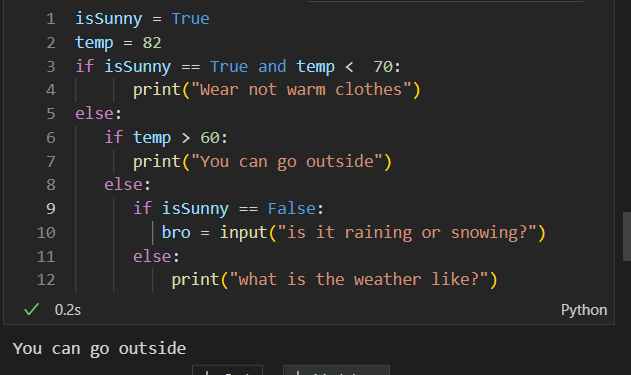 1 isSunny = True
2 temp = 82
3 if isSunny == True and temp <  70:
4         print("Wear not warm clothes")
5 else:
6     if temp > 60:
7         print("You can go outside")
8     else:
9         if isSunny == False:
10            bro = input("is it raining or snowing?")
11        else:
12             print("what is the weather like?")
0.2s Python
You can go outside